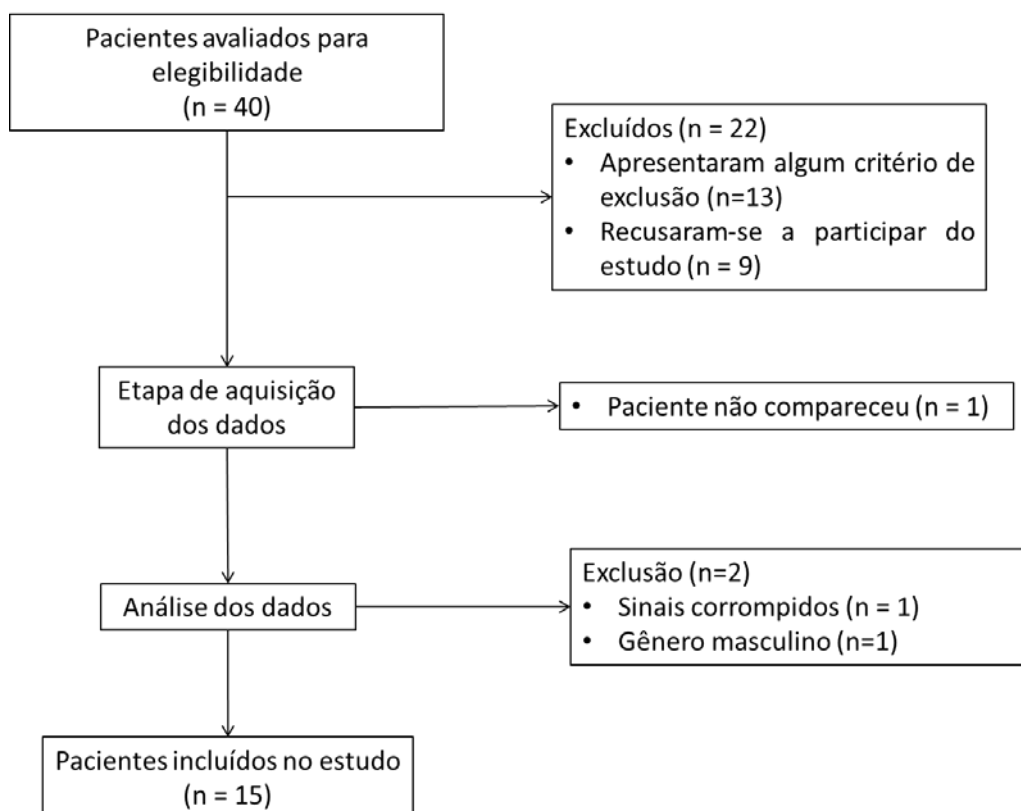 Pacientes avaliados para
elegibilidade
(n = 40)
Excluídos (n = 22)
• Apresentaram algum critério de
exclusão (n=13)
• Recusaram-se a participar do
estudo (n = 9)
Etapa de aquisição
dos dados
• Paciente não compareceu (n = 1)
Análise dos dados
Exclusão (n=2)
• Sinais corrompidos (n = 1)
• Gênero masculino (n=1)
Pacientes incluídos no estudo
(n = 15)